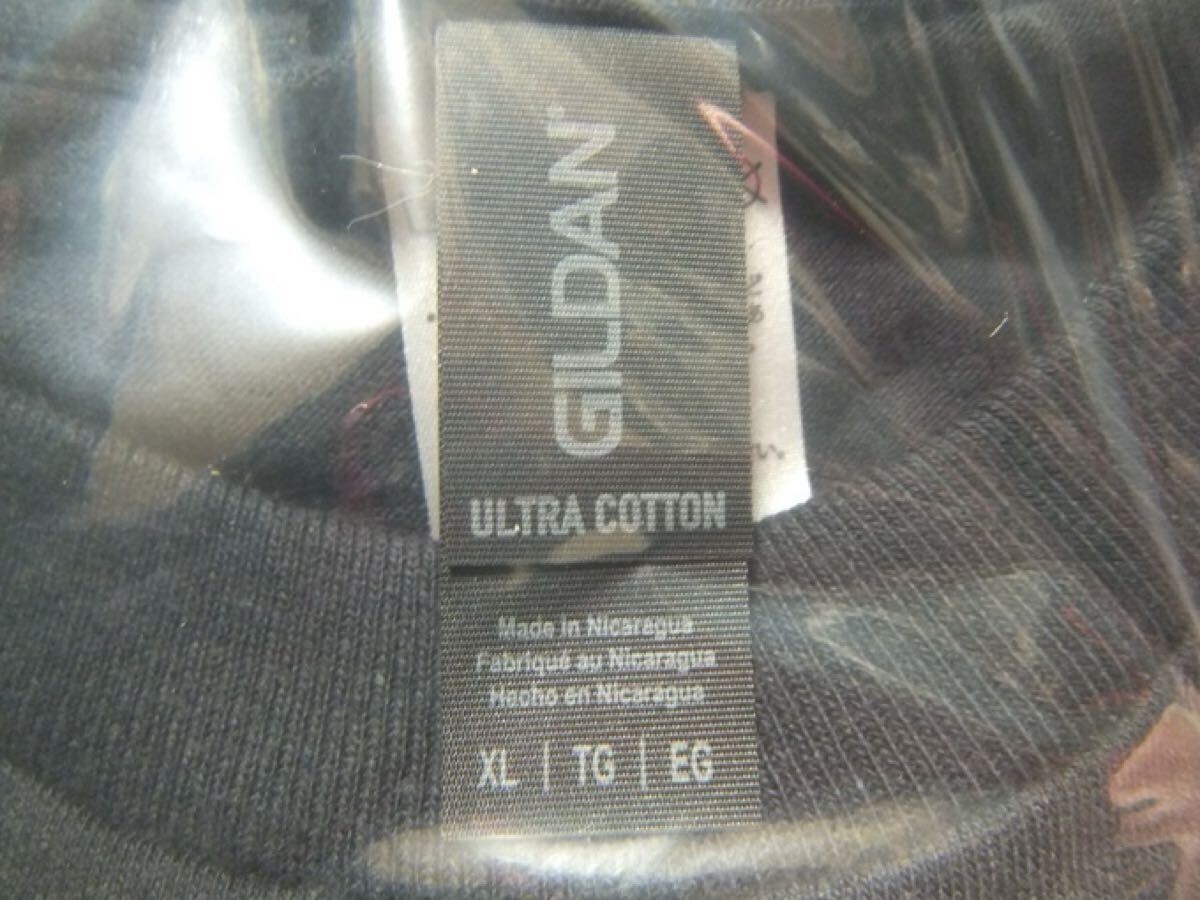 GILDAN
ULTRA COTTON
Made in Nicaragua
Fabriqué au Nicaragua
Hecho en Nicaragua
XL | TG | EG